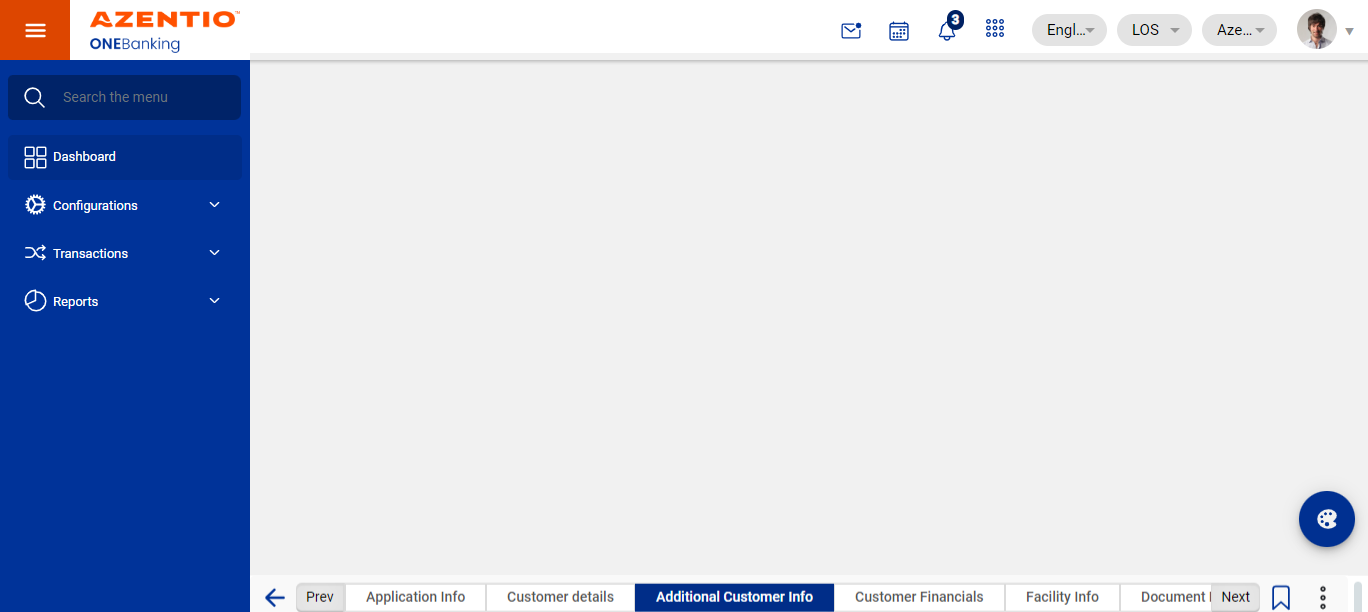 AZENTIO™
ONEBanking
3
Engl...
LOS
Aze...
Search the menu
Dashboard
Configurations
Transactions
Reports
Prev
Application Info
Customer details
Additional Customer Info
Customer Financials
Facility Info
Document
Next